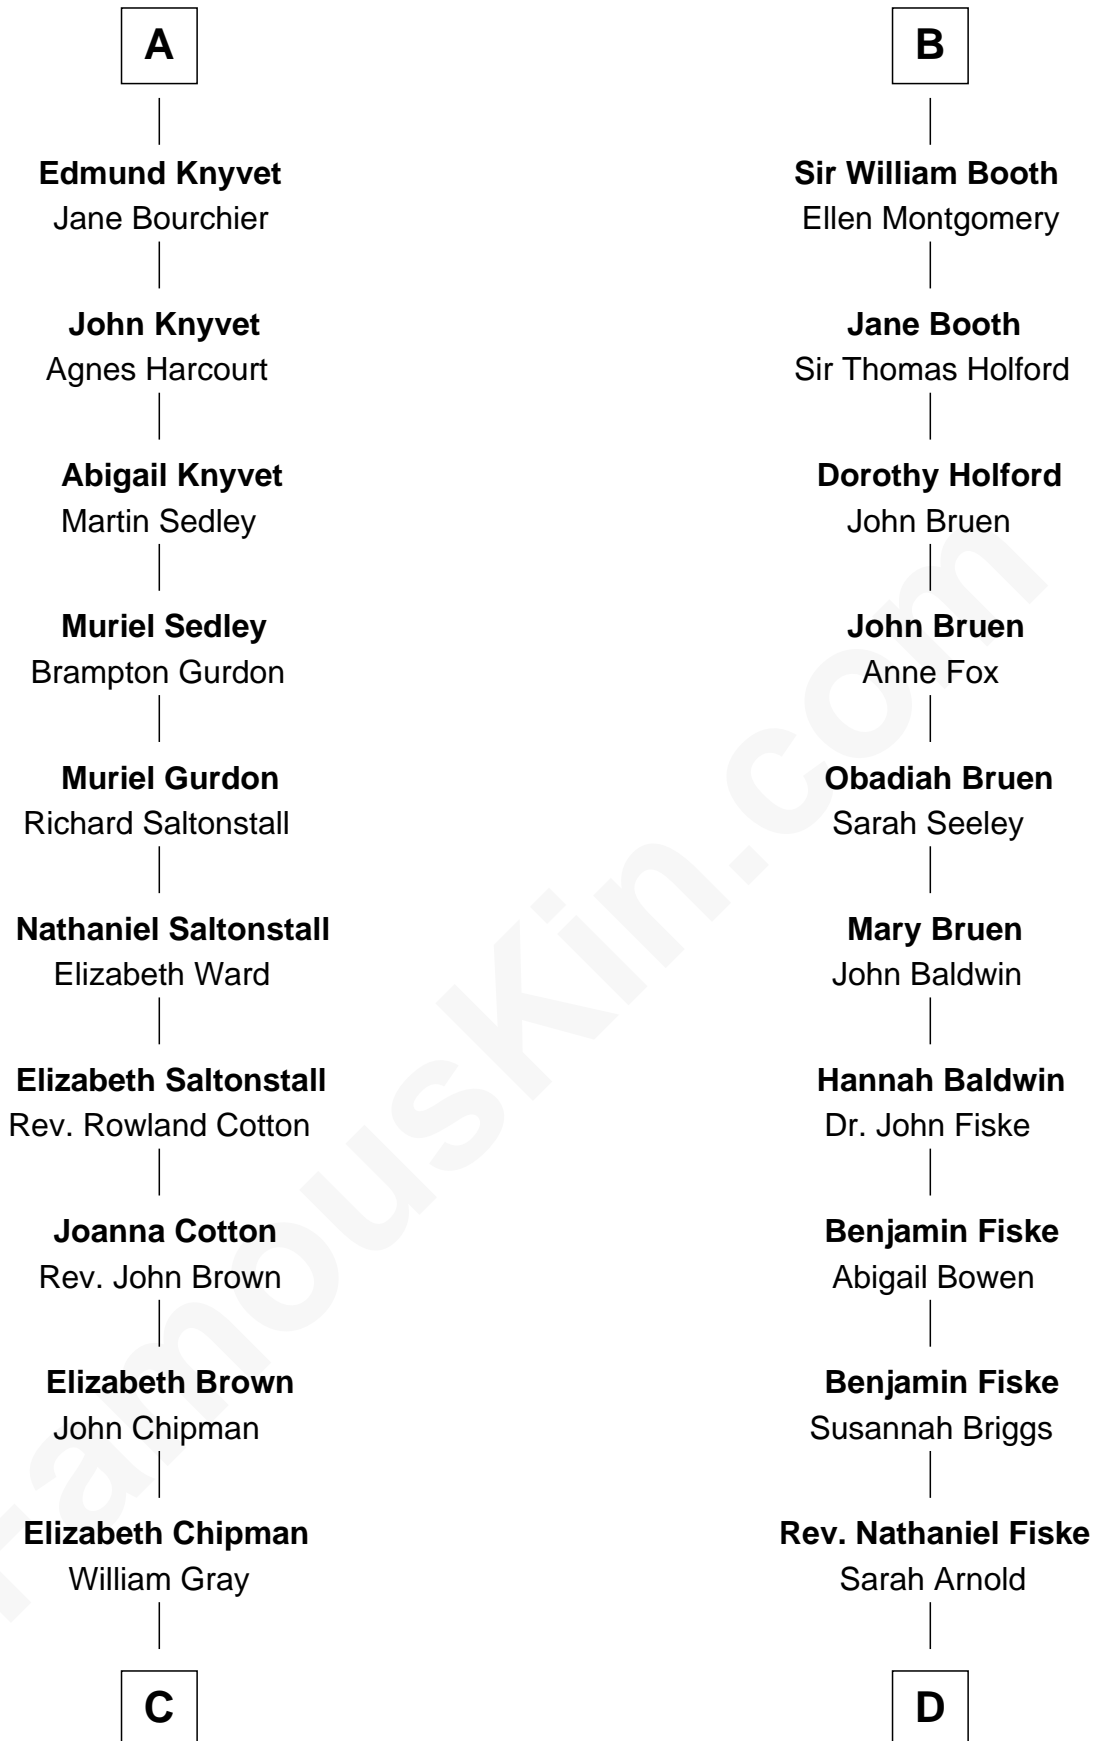 A
Edmund Knyvet
Jane Bourchier
John Knyvet
Agnes Harcourt
Abigail Knyvet
Martin Sedley
Muriel Sedley
Brampton Gurdon
Muriel Gurdon
Richard Saltonstall
Nathaniel Saltonstall
Elizabeth Ward
Elizabeth Saltonstall
Rev. Rowland Cotton
Joanna Cotton
Rev. John Brown
Elizabeth Brown
John Chipman
Elizabeth Chipman
William Gray
C
B
Sir William Booth
Ellen Montgomery
Jane Booth
Sir Thomas Holford
Dorothy Holford
John Bruen
John Bruen
Anne Fox
Obadiah Bruen
Sarah Seeley
Mary Bruen
John Baldwin
Hannah Baldwin
Dr. John Fiske
Benjamin Fiske
Abigail Bowen
Benjamin Fiske
Susannah Briggs
Rev. Nathaniel Fiske
Sarah Arnold
D
FamousKin.com